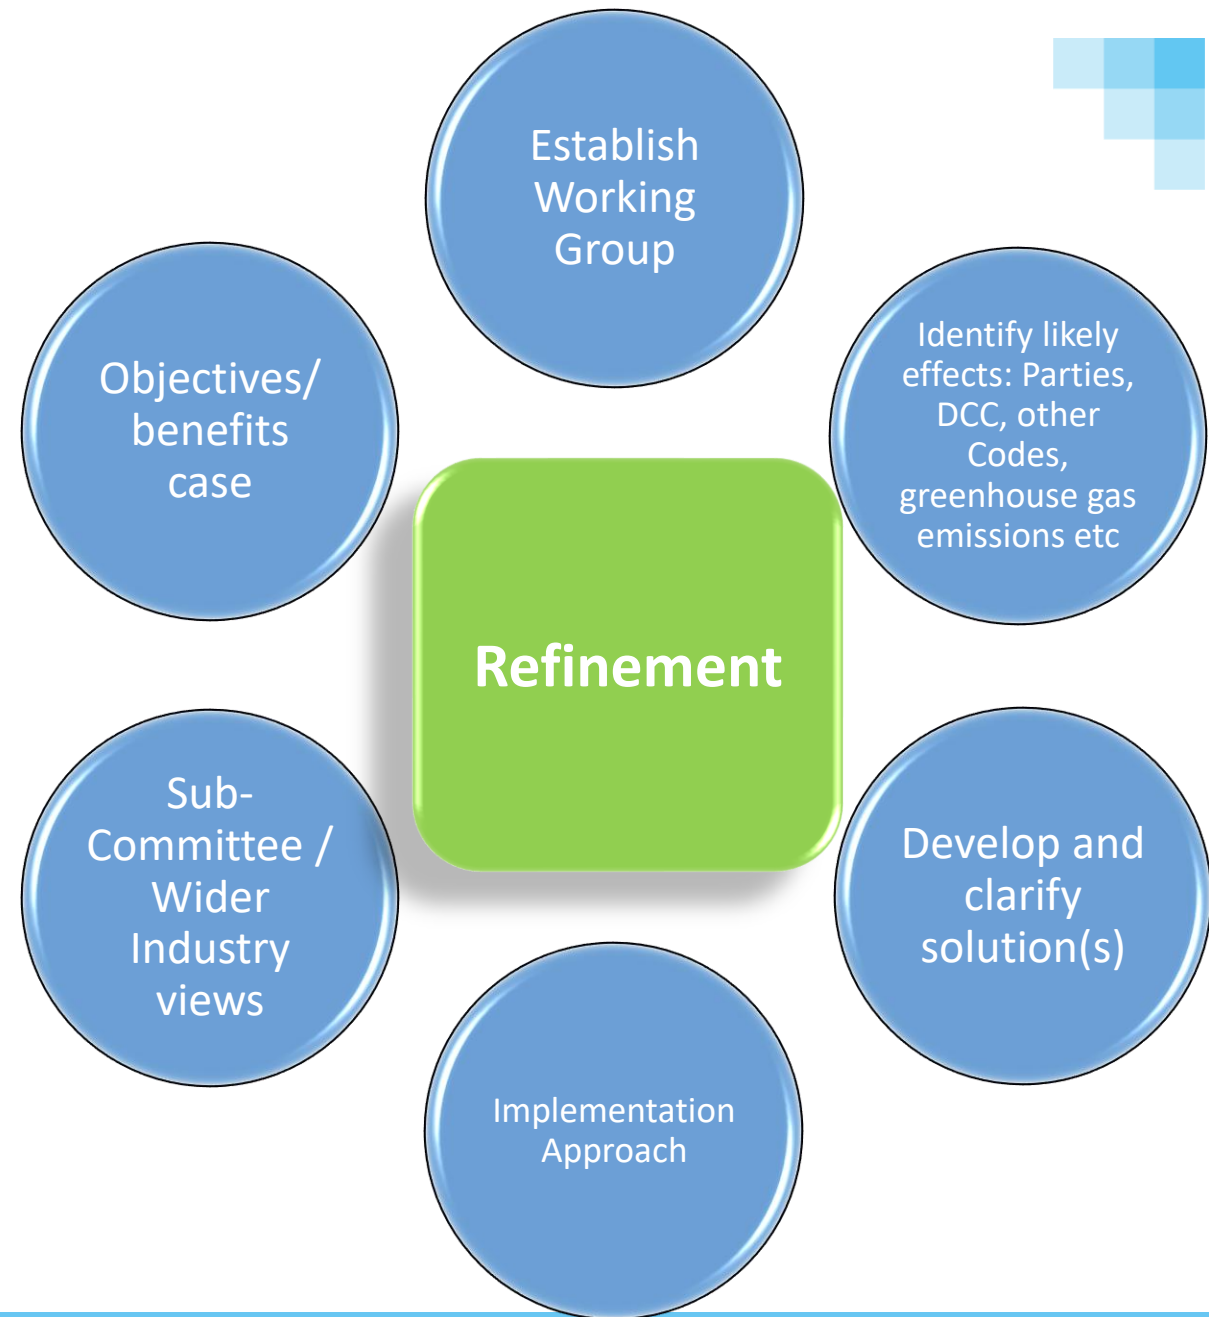 Establish
Working
Group
Identify likely
effects: Parties,
DCC, other
Codes,
greenhouse gas
emissions etc
Develop and
clarify
solution(s)
Implementation
Approach
Sub-
Committee /
Wider
Industry
views
Objectives/
benefits
case
Refinement